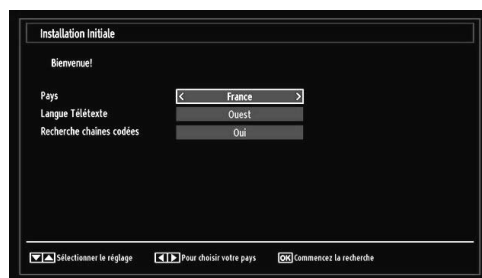 Installation Initiale
Bienvenue!
Pays < France >
Langue Télétexte Ouest
Recherche chaînes codées Oui
Sélectionner le réglage Pour choisir votre pays OK Commencez la recherche